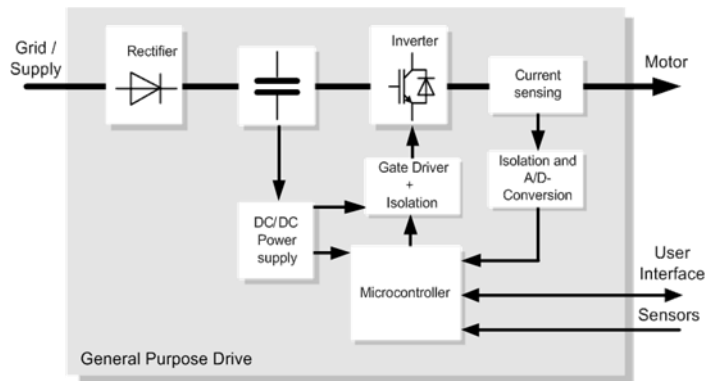 Grid /
Supply
Rectifier
Inverter
Current
sensing
Motor
Gate Driver
+
Isolation
Isolation and
A/D-
Conversion
DC/DC
Power
supply
Microcontroller
User
Interface
Sensors
General Purpose Drive